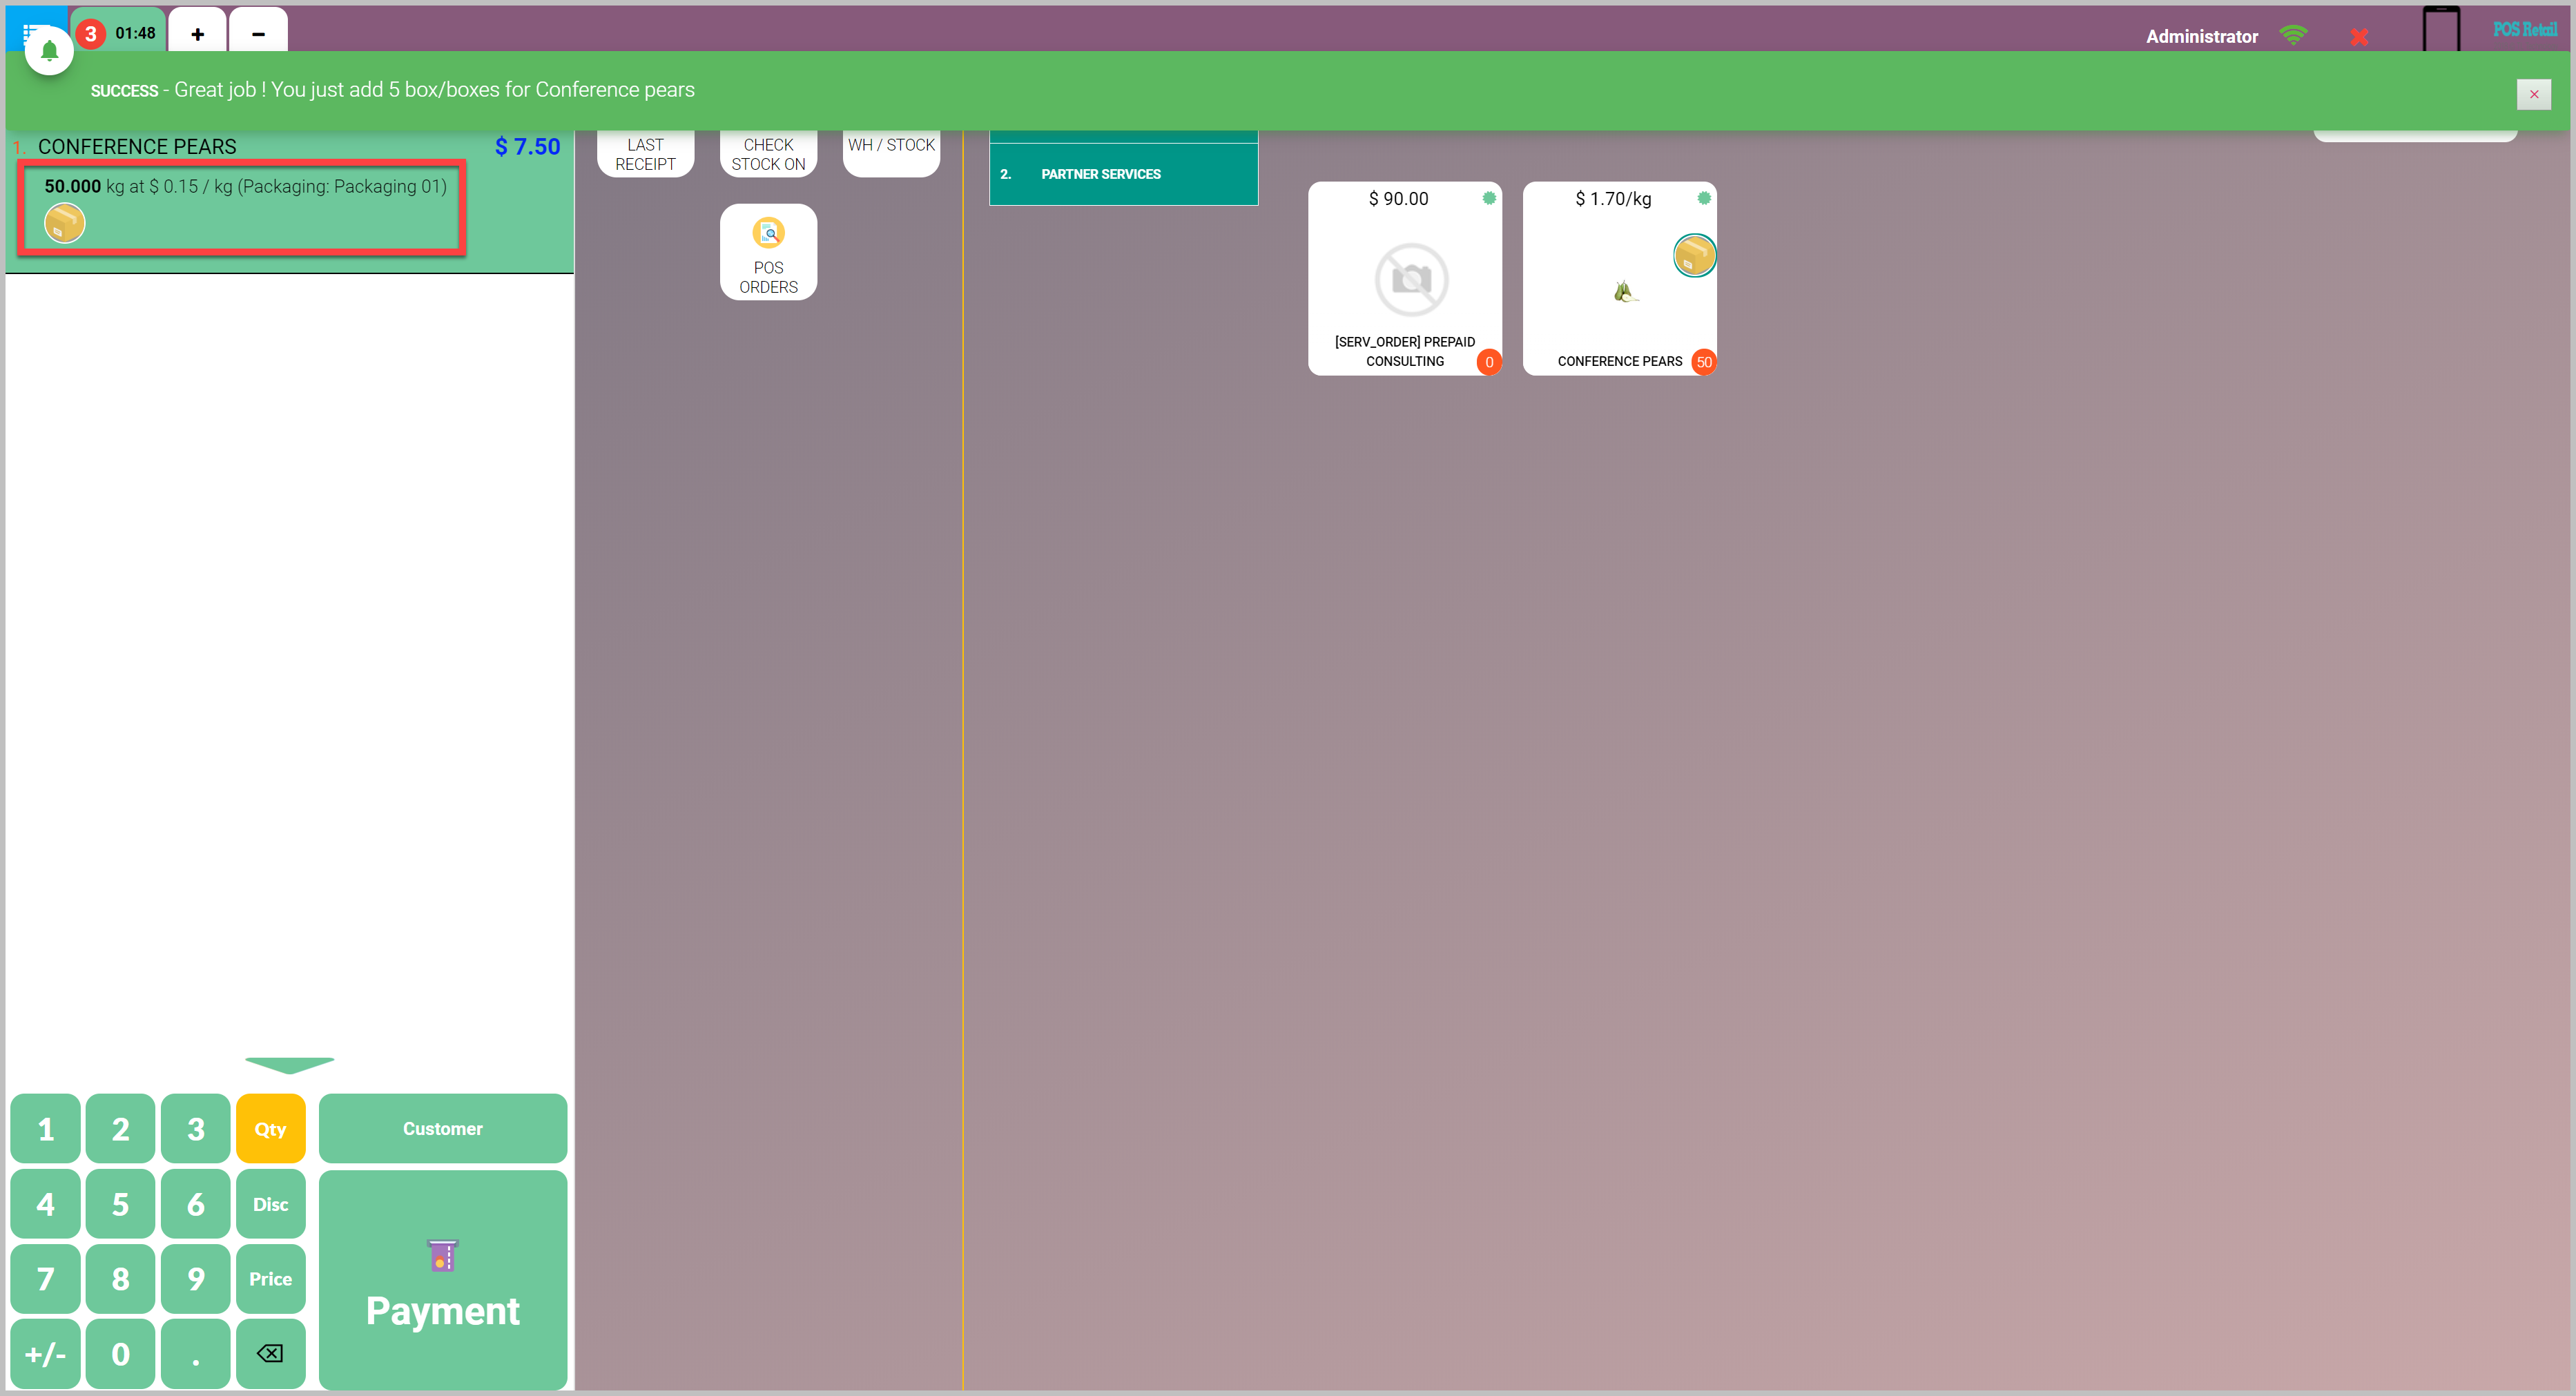 3 01:48 + -
Administrator
POS Retail
SUCCESS - Great job ! You just add 5 box/boxes for Conference pears
×
1. CONFERENCE PEARS $ 7.50
50.000 kg at $ 0.15 / kg (Packaging: Packaging 01)
LAST
RECEIPT
CHECK
STOCK ON
WH / STOCK
POS
ORDERS
2. PARTNER SERVICES
$ 90.00
[SERV_ORDER] PREPAID
CONSULTING
0
$ 1.70/kg
CONFERENCE PEARS
50
1 2 3 Qty
Customer
4 5 6 Disc
7 8 9 Price
Payment
+/- 0 .